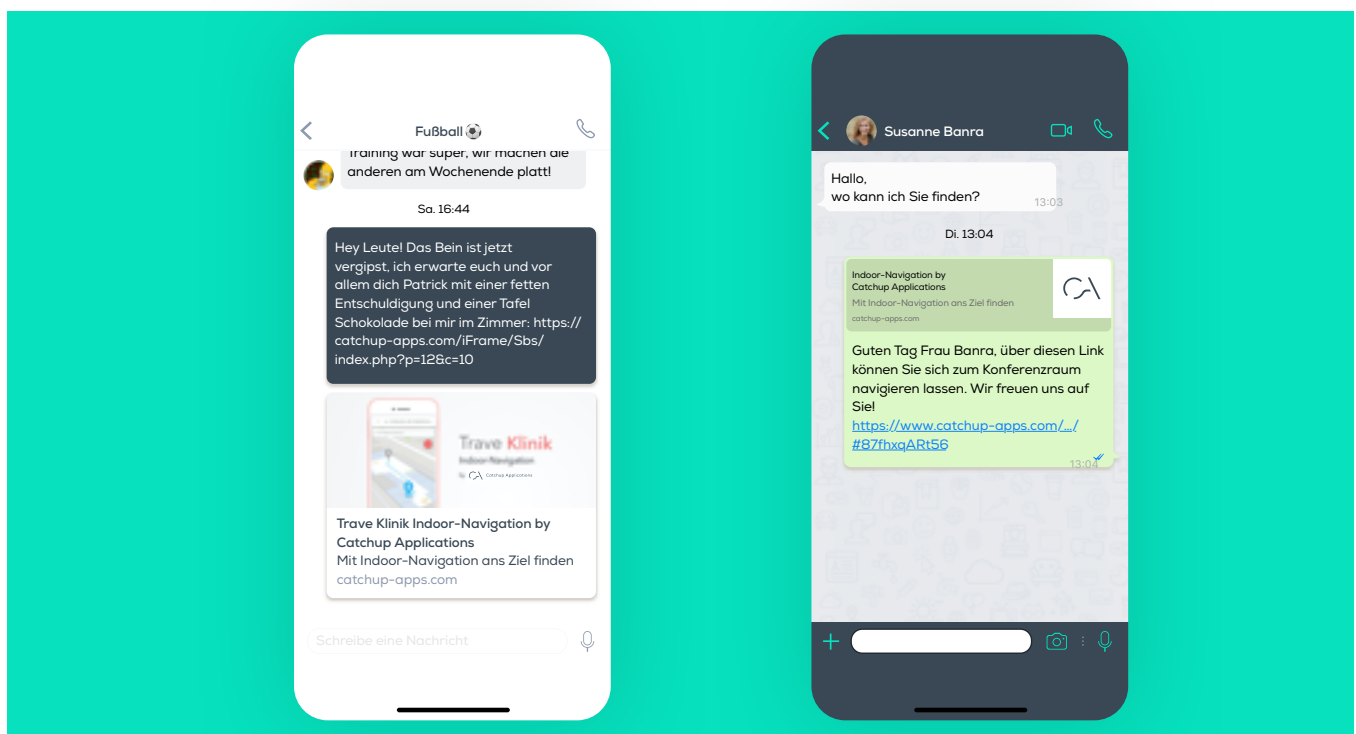 Fußball
Training war super, wir machen die
anderen am Wochenende platt!
Sa. 16:44
Hey Leute! Das Bein ist jetzt
vergipst, ich erwarte euch und vor
allem dich Patrick mit einer fetten
Entschuldigung und einer Tafel
Schokolade bei mir im Zimmer: https://
catchup-apps.com/iFrame/Sbs/
index.php?p=12&c=10
Trave Klinik
Indoor-Navigation
by CA Catchup Applications
Trave Klinik Indoor-Navigation by
Catchup Applications
Mit Indoor-Navigation ans Ziel finden
catchup-apps.com
Schreibe eine Nachricht
Susanne Banra
Hallo,
wo kann ich Sie finden?
13:03
Di. 13:04
Indoor-Navigation by
Catchup Applications
Mit Indoor-Navigation ans Ziel finden
catchup-apps.com
CA
Guten Tag Frau Banra, über diesen Link
können Sie sich zum Konferenzraum
navigieren lassen. Wir freuen uns auf
Sie!
https://www.catchup-apps.com/.../
#87fhxqARt56
13:04